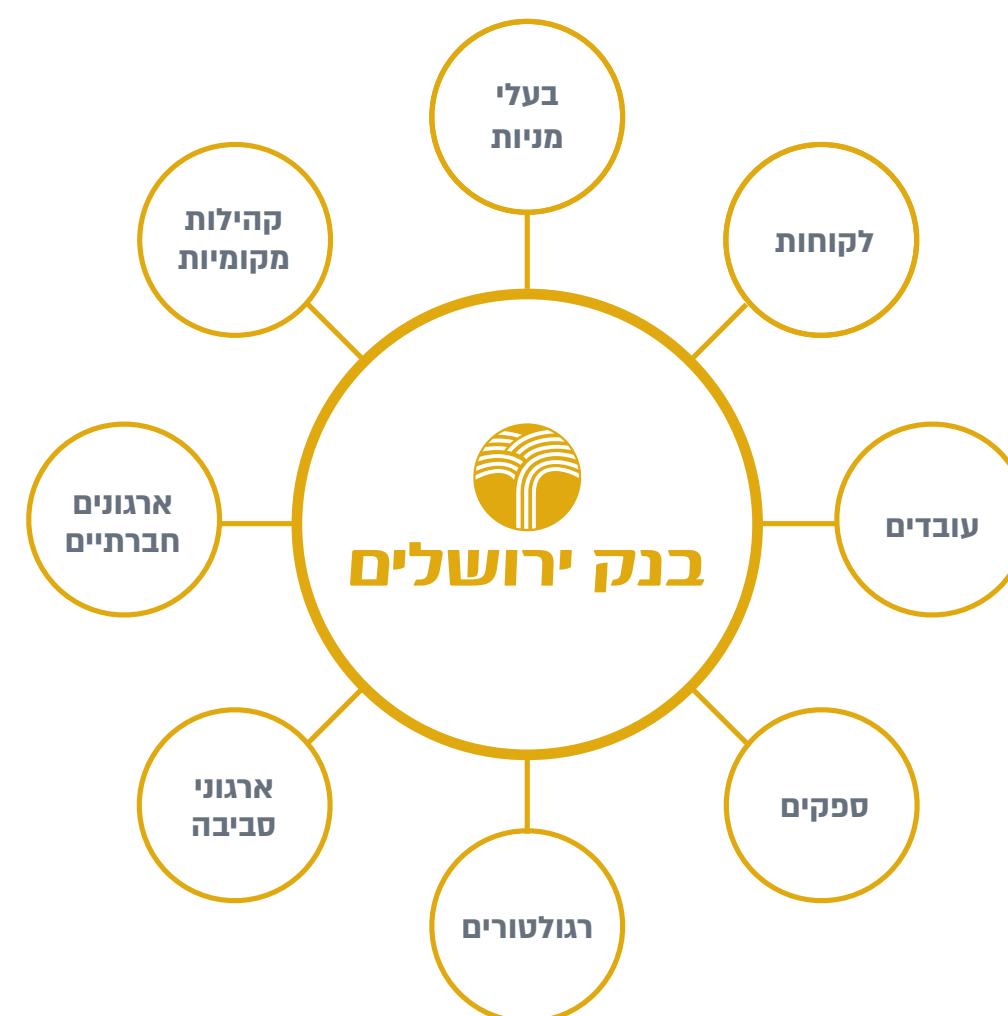 בעלי
מניות
לקוחות
עובדים
ספקים
רגולטורים
ארגוני
סביבה
ארגונים
חברתיים
קהילות
מקומיות
בנק ירושלים